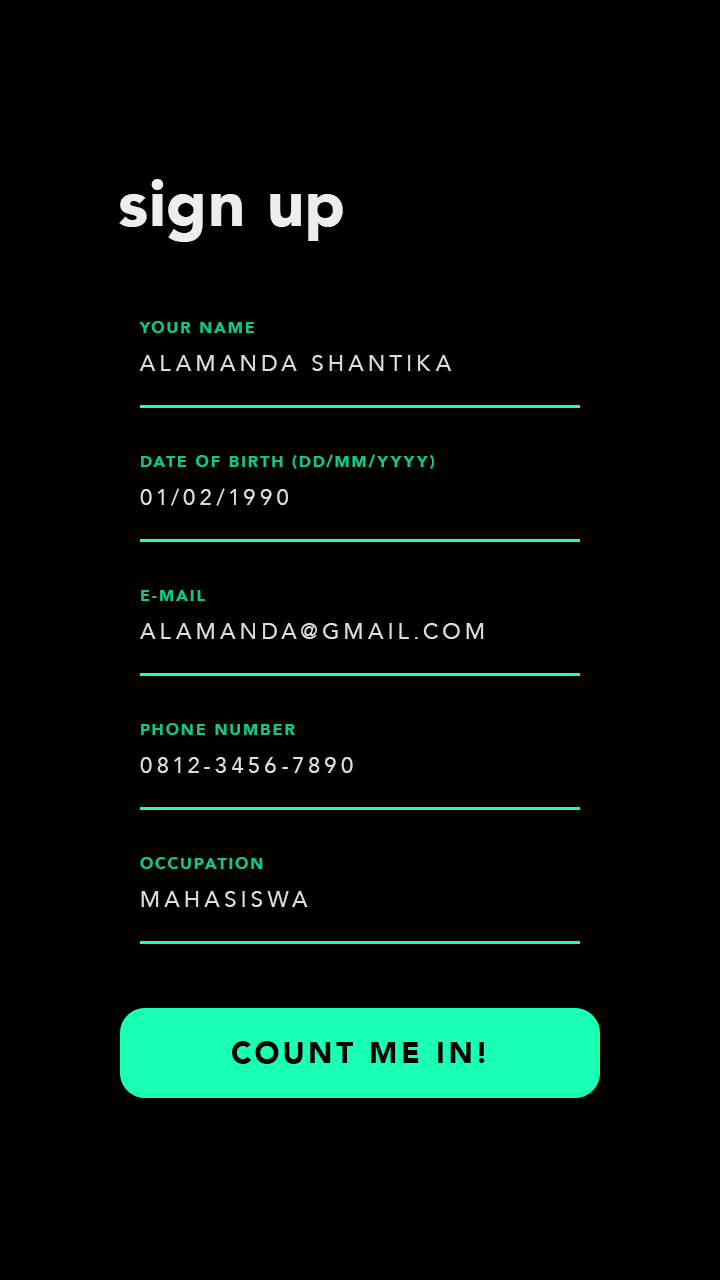 sign up
YOUR NAME
ALAMANDA SHANTIKA
DATE OF BIRTH (DD/MM/YYYY)
01/02/1990
E-MAIL
ALAMANDA@GMAIL.COM
PHONE NUMBER
0812-3456-7890
OCCUPATION
MAHASISWA
COUNT ME IN!